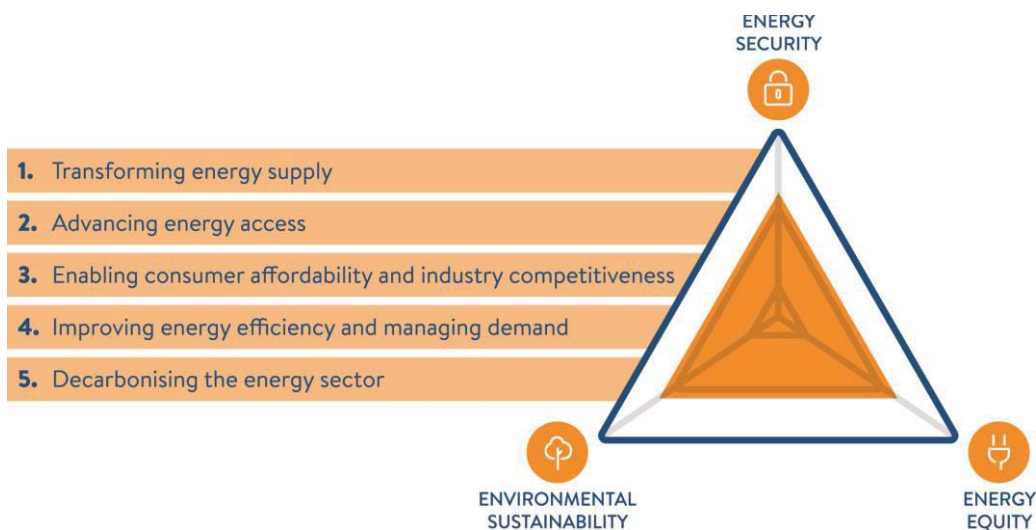 ENERGY
SECURITY
1. Transforming energy supply
2. Advancing energy access
3. Enabling consumer affordability and industry competitiveness
4. Improving energy efficiency and managing demand
5. Decarbonising the energy sector
ENVIRONMENTAL
SUSTAINABILITY
ENERGY
EQUITY